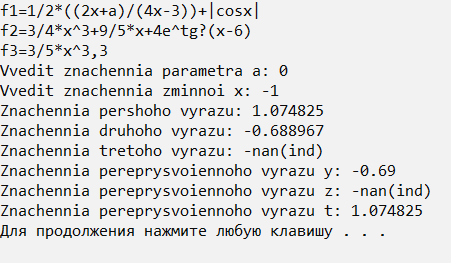 f1=1/2*((2x+a)/(4x-3))+|cosx|
f2=3/4*x^3+9/5*x+4e^tg?(x-6)
f3=3/5*x^3,3
Vvedit znachennia parametra a: 0
Vvedit znachennia zminnoi x: -1
Znachennia pershoho vyrazu: 1.074825
Znachennia druhoho vyrazu: -0.688967
Znachennia tretoho vyrazu: -nan(ind)
Znachennia pereprysvoiennoho vyrazu y: -0.69
Znachennia pereprysvoiennoho vyrazu z: -nan(ind)
Znachennia pereprysvoiennoho vyrazu t: 1.074825
Для продолжения нажмите любую клавишу . . .